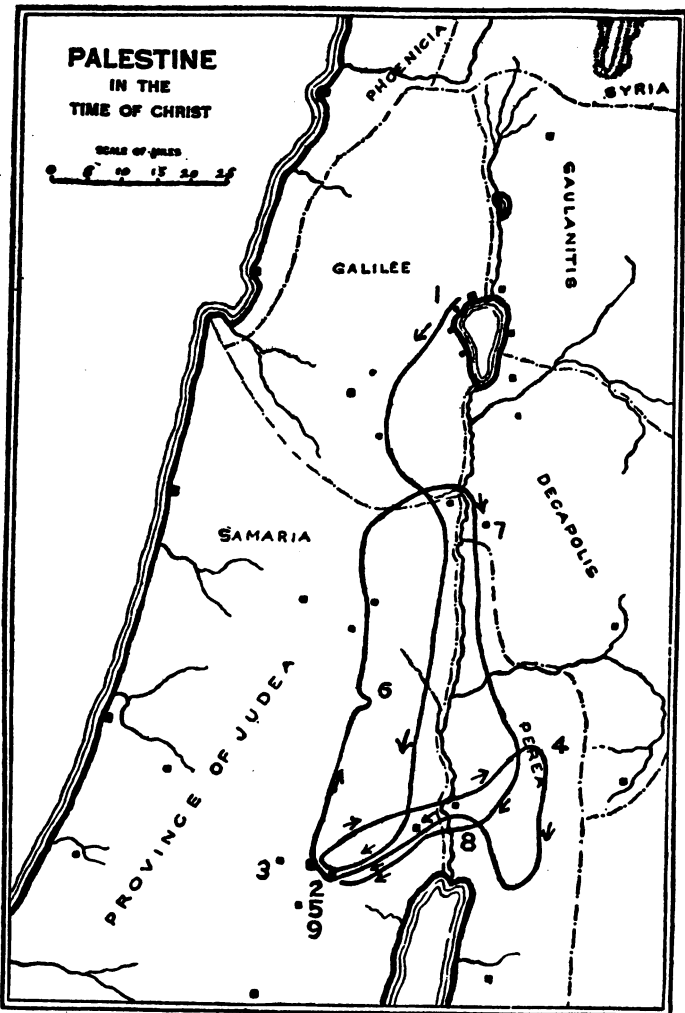 PALESTINE
IN THE
TIME OF CHRIST
SCALE OF MILES
0 5 10 15 20 25
PHOENICIA
SYRIA
GAULANITIS
GALILEE
1
DECAPOLIS
7
SAMARIA
6
PROVINCE OF JUDEA
PEREA
4
8
3
2
5
9